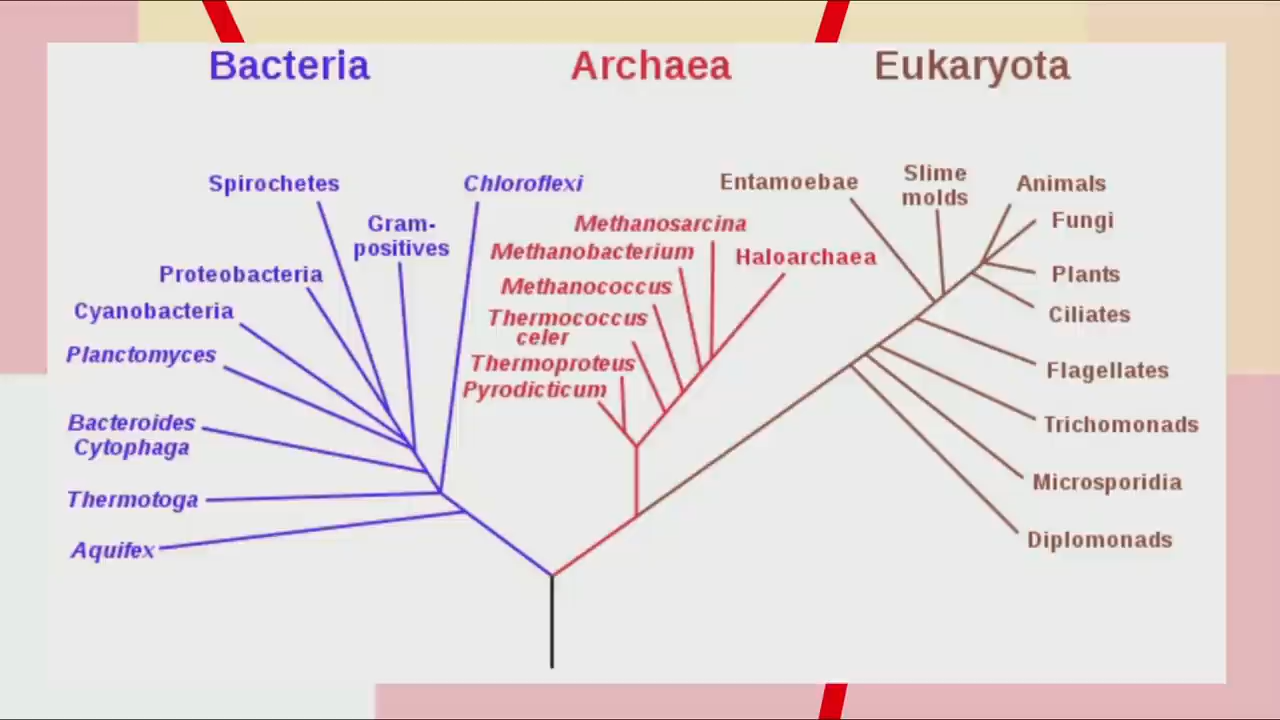 Bacteria
Archaea
Eukaryota
Spirochetes
Gram-
positives
Chloroflexi
Proteobacteria
Cyanobacteria
Planctomyces
Bacteroides
Cytophaga
Thermotoga
Aquifex
Methanosarcina
Methanobacterium
Haloarchaea
Methanococcus
Thermococcus
celer
Thermoproteus
Pyrodicticum
Entamoebae
Slime
molds
Animals
Fungi
Plants
Ciliates
Flagellates
Trichomonads
Microsporidia
Diplomonads